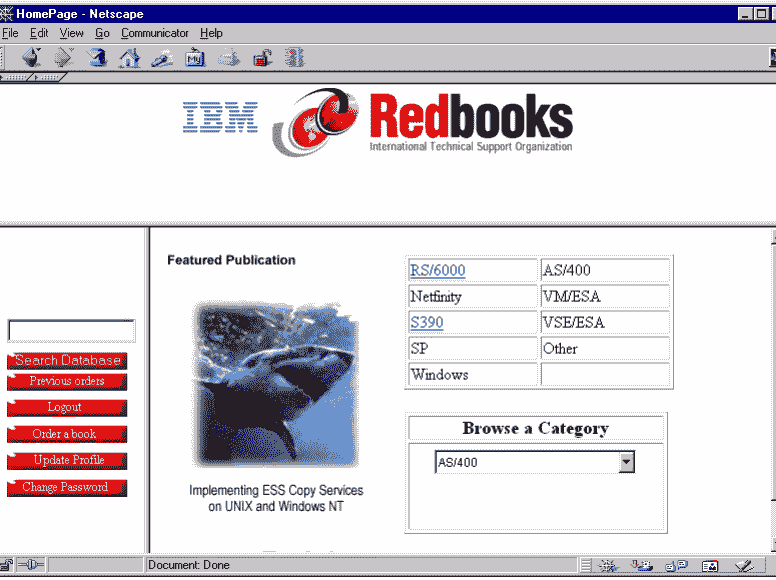 HomePage - Netscape
File Edit View Go Communicator Help
My
IBM Redbooks
International Technical Support Organization
Featured Publication
RS/6000 AS/400
Netfinity VM/ESA
S390 VSE/ESA
SP Other
Windows
Search Database
Previous orders
Logout
Order a book
Update Profile
Change Password
Browse a Category
AS/400
Implementing ESS Copy Services
on UNIX and Windows NT
Document: Done